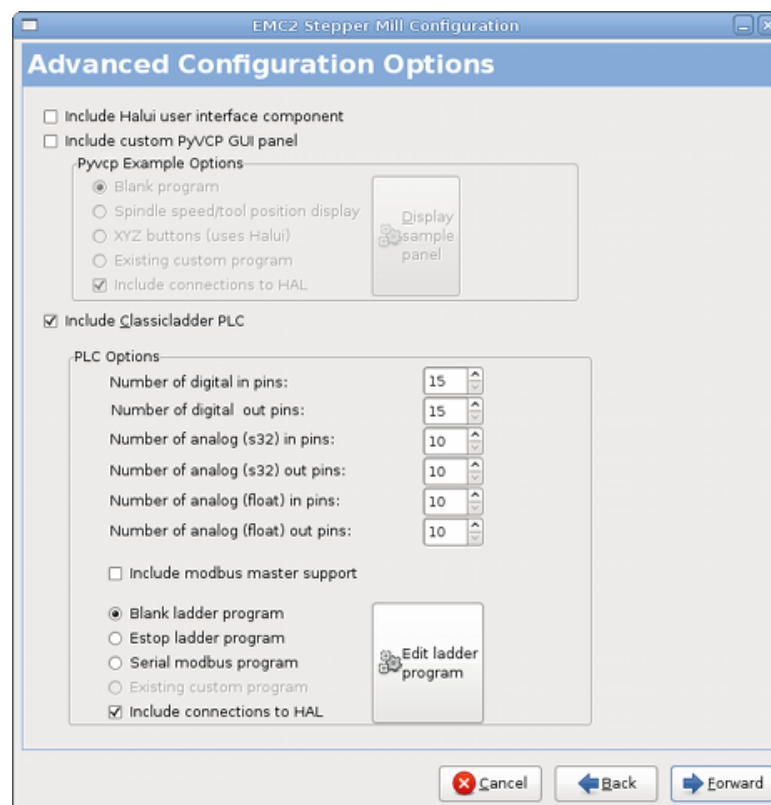 EMC2 Stepper Mill Configuration
Advanced Configuration Options
Include Halui user interface component
Include custom PyVCP GUI panel
Pyvcp Example Options
Blank program
Spindle speed/tool position display
XYZ buttons (uses Halui)
Existing custom program
Include connections to HAL
Display
sample
panel
Include Classicladder PLC
PLC Options
Number of digital in pins: 15
Number of digital out pins: 15
Number of analog (s32) in pins: 10
Number of analog (s32) out pins: 10
Number of analog (float) in pins: 10
Number of analog (float) out pins: 10
Include modbus master support
Blank ladder program
Estop ladder program
Serial modbus program
Existing custom program
Include connections to HAL
Edit ladder
program
Cancel Back Forward